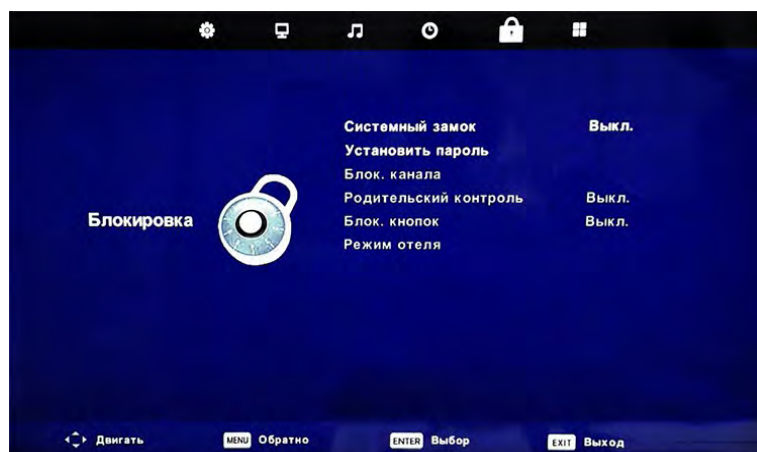 Системный замок Выкл.
Установить пароль
Блок. канала
Родительский контроль Выкл.
Блок. кнопок Выкл.
Режим отеля
Блокировка
Двигать MENU Обратно ENTER Выбор EXIT Выход